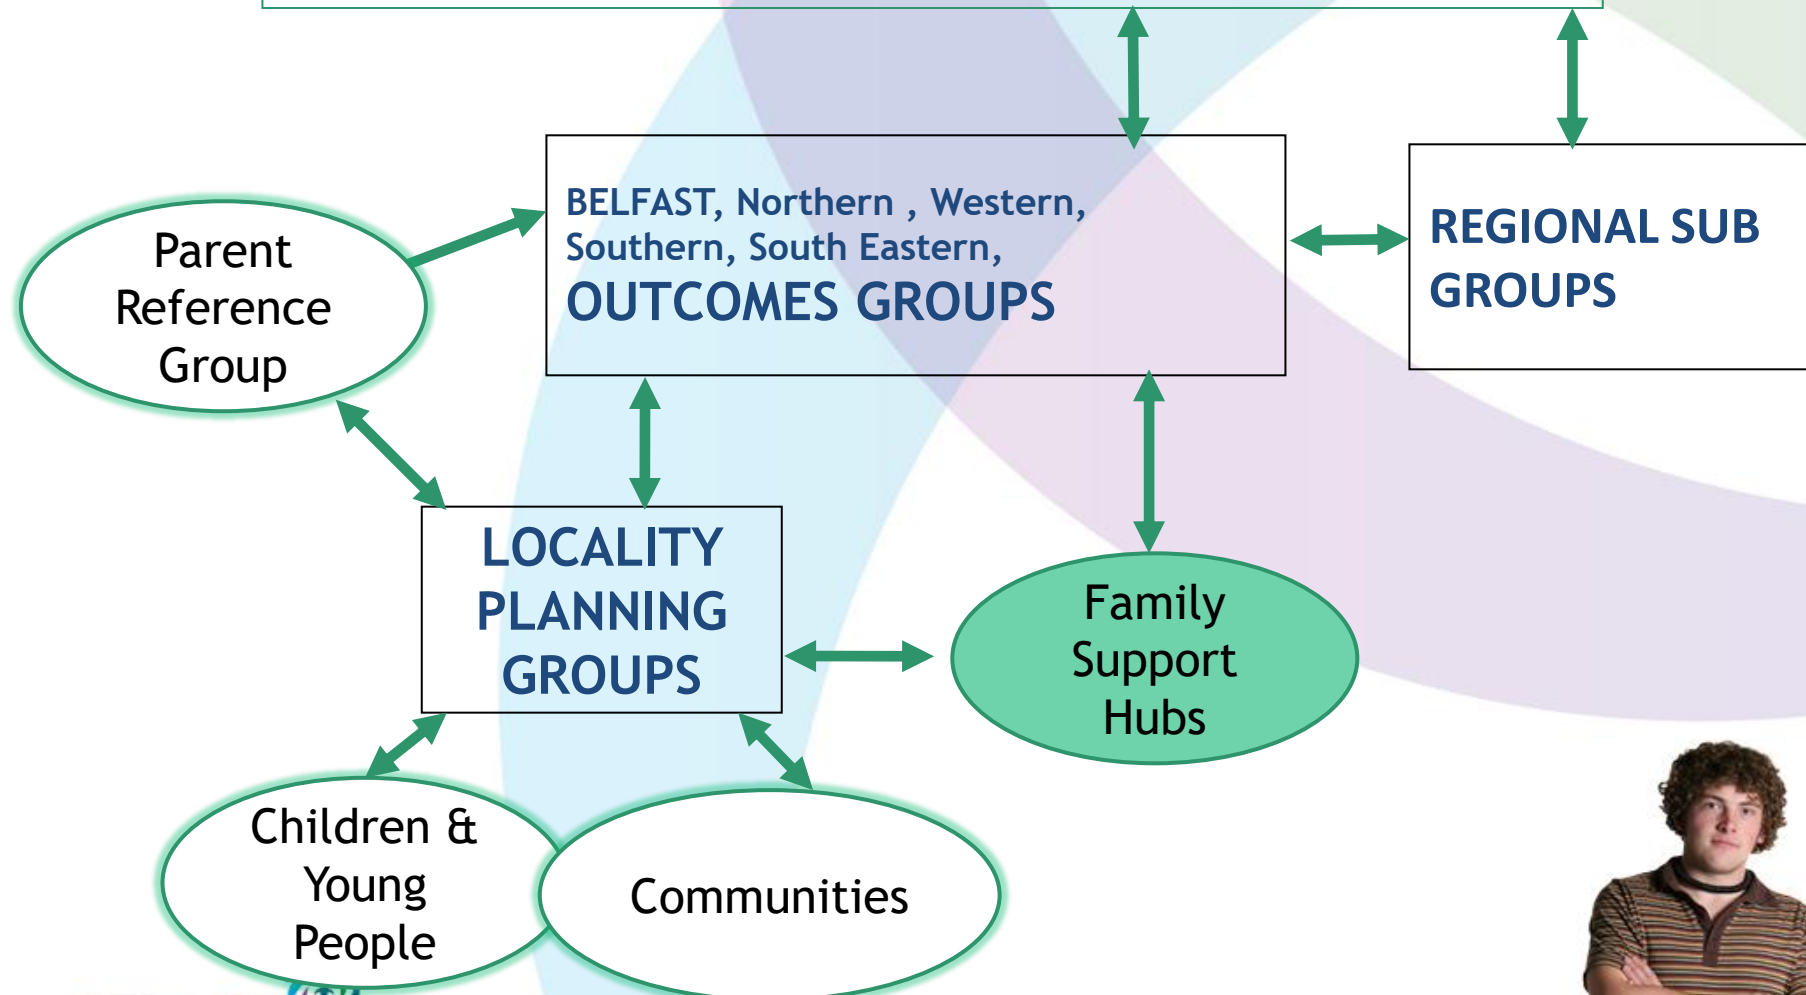 BELFAST, Northern , Western,
Southern, South Eastern,
OUTCOMES GROUPS
REGIONAL SUB
GROUPS
Parent
Reference
Group
LOCALITY
PLANNING
GROUPS
Family
Support
Hubs
Children &
Young
People
Communities